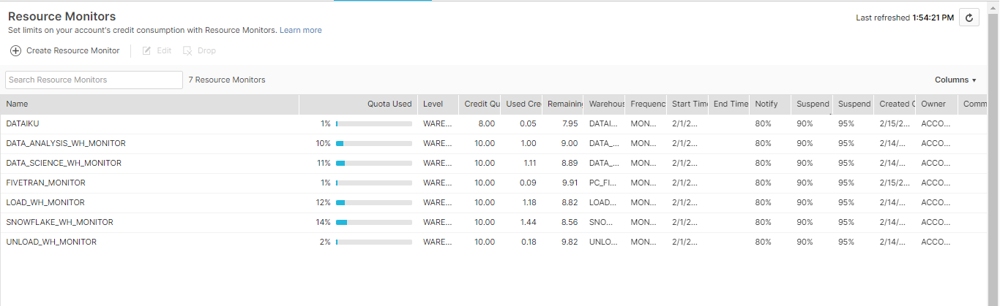 Resource Monitors
Last refreshed 1:54:21 PM
Set limits on your account's credit consumption with Resource Monitors. Learn more
Create Resource Monitor Edit Drop
Search Resource Monitors 7 Resource Monitors Columns
Name Quota Used Level Credit Qu Used Cre Remaining Warehous Frequenc Start Time End Time Notify Suspend Suspend Created O Owner Comm
DATAIKU 1% WARE... 8.00 0.05 7.95 DATAI... MON... 2/1/2... 80% 90% 95% 2/15/2... ACCO...
DATA_ANALYSIS_WH_MONITOR 10% WARE... 10.00 1.00 9.00 DATA_... MON... 2/1/2... 80% 90% 95% 2/14/... ACCO...
DATA_SCIENCE_WH_MONITOR 11% WARE... 10.00 1.11 8.89 DATA_... MON... 2/1/2... 80% 90% 95% 2/14/... ACCO...
FIVETRAN_MONITOR 1% WARE... 10.00 0.09 9.91 PC_FI... MON... 2/1/2... 80% 90% 95% 2/15/2... ACCO...
LOAD_WH_MONITOR 12% WARE... 10.00 1.18 8.82 LOAD... MON... 2/1/2... 80% 90% 95% 2/14/... ACCO...
SNOWFLAKE_WH_MONITOR 14% WARE... 10.00 1.44 8.56 SNO... MON... 2/1/2... 80% 90% 95% 2/14/... ACCO...
UNLOAD_WH_MONITOR 2% WARE... 10.00 0.18 9.82 UNLO... MON... 2/1/2... 80% 90% 95% 2/14/... ACCO...